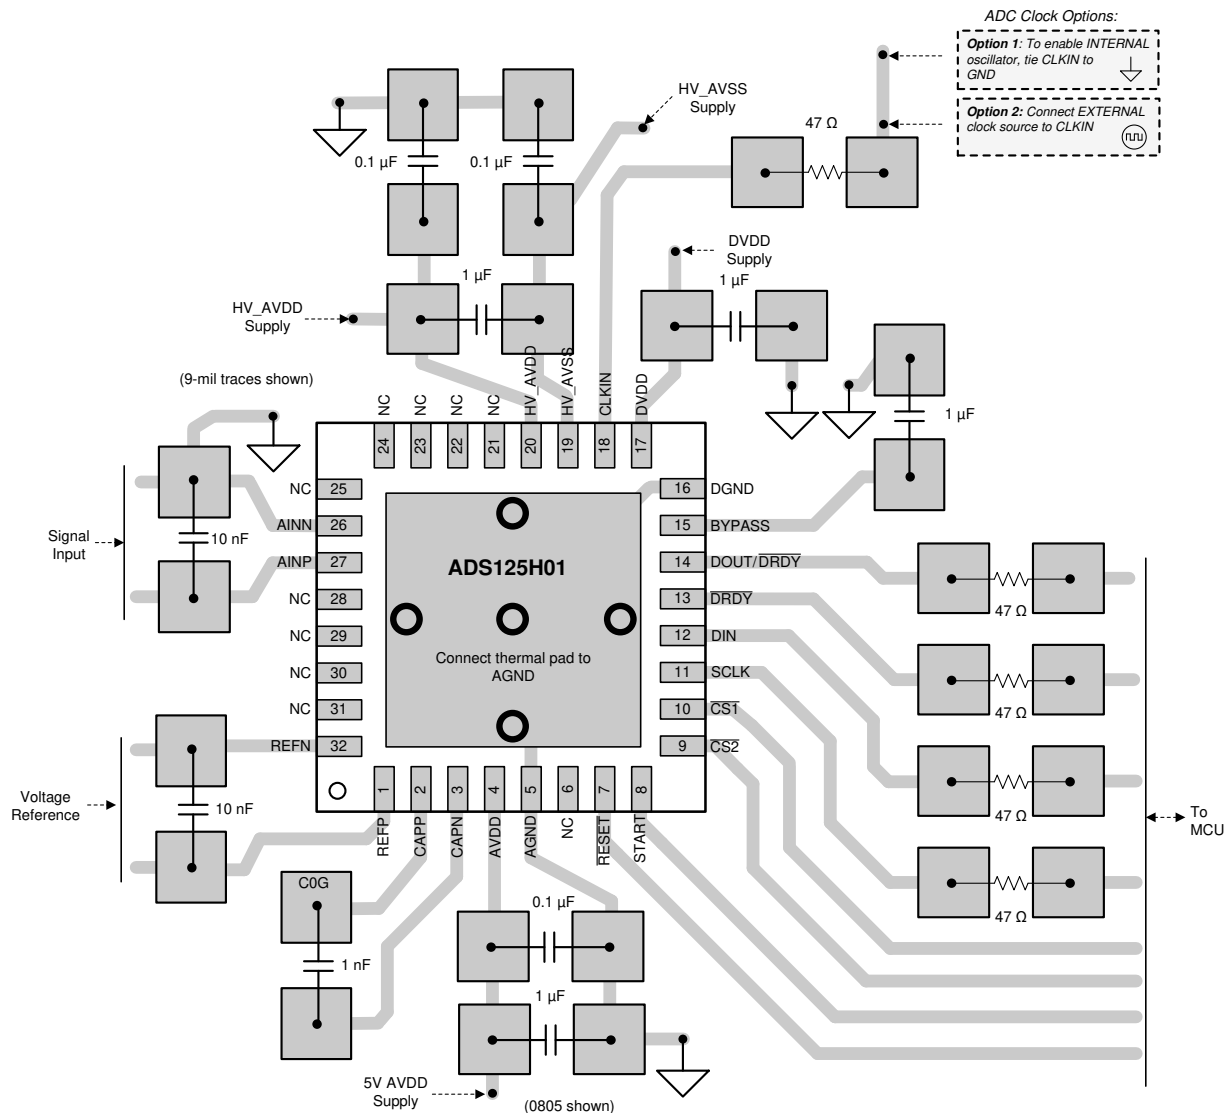 ADC Clock Options:
Option 1: To enable INTERNAL
oscillator, tie CLKIN to
GND
Option 2: Connect EXTERNAL
clock source to CLKIN
HV_AVSS
Supply
47 Ω
0.1 µF
0.1 µF
DVDD
Supply
1 µF
1 µF
HV_AVDD
Supply
(9-mil traces shown)
1 µF
NC
NC
NC
NC
HV_AVDD
HV_AVSS
CLKIN
DVDD
24
23
22
21
20
19
18
17
NC 25
AINN 26
AINP 27
NC 28
NC 29
NC 30
NC 31
REFN 32
Signal
Input
10 nF
Voltage
Reference
10 nF
ADS125H01
Connect thermal pad to
AGND
16 DGND
15 BYPASS
14 DOUT/DRDY
13 DRDY
12 DIN
11 SCLK
10 CS1
9 CS2
47 Ω
47 Ω
47 Ω
47 Ω
To
MCU
1
2
3
4
5
6
7
8
REFP
CAPP
CAPN
AVDD
AGND
NC
RESET
START
C0G
1 nF
0.1 µF
1 µF
5V AVDD
Supply
(0805 shown)